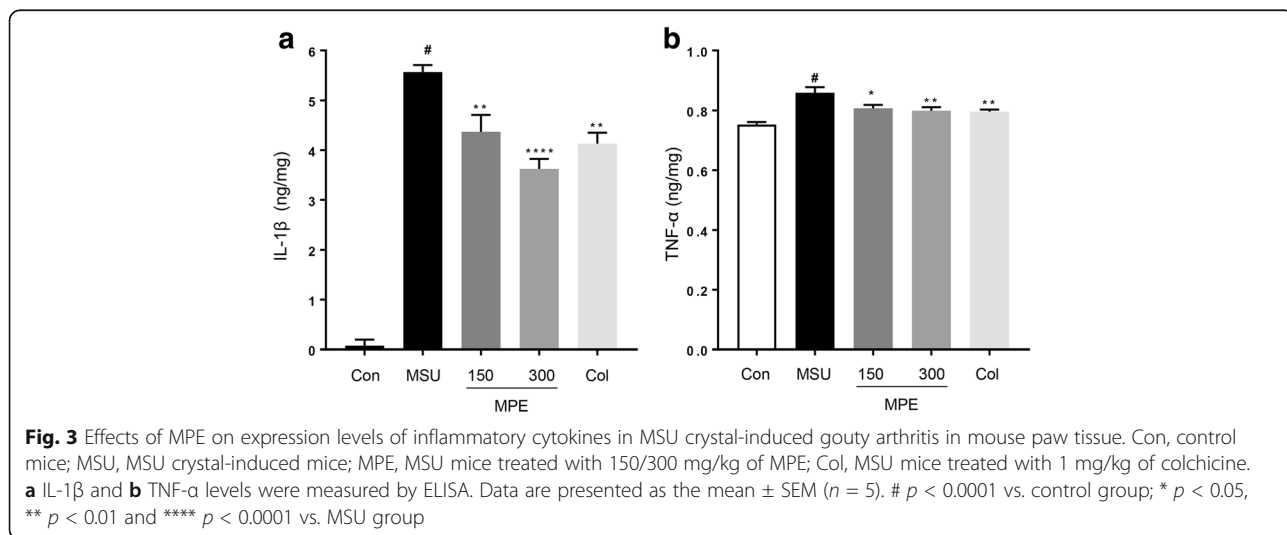 a
b
#
**
****
**
6
5
4
3
2
1
0
IL-1β (ng/mg)
Con
MSU
150
300
Col
MPE
#
*
**
**
1.0
0.8
0.6
0.4
0.2
0.0
TNF-α (ng/mg)
Con
MSU
150
300
Col
MPE
Fig. 3 Effects of MPE on expression levels of inflammatory cytokines in MSU crystal-induced gouty arthritis in mouse paw tissue. Con, control
mice; MSU, MSU crystal-induced mice; MPE, MSU mice treated with 150/300 mg/kg of MPE; Col, MSU mice treated with 1 mg/kg of colchicine.
a IL-1β and b TNF-α levels were measured by ELISA. Data are presented as the mean ± SEM (n = 5). # p < 0.0001 vs. control group; * p < 0.05,
** p < 0.01 and **** p < 0.0001 vs. MSU group